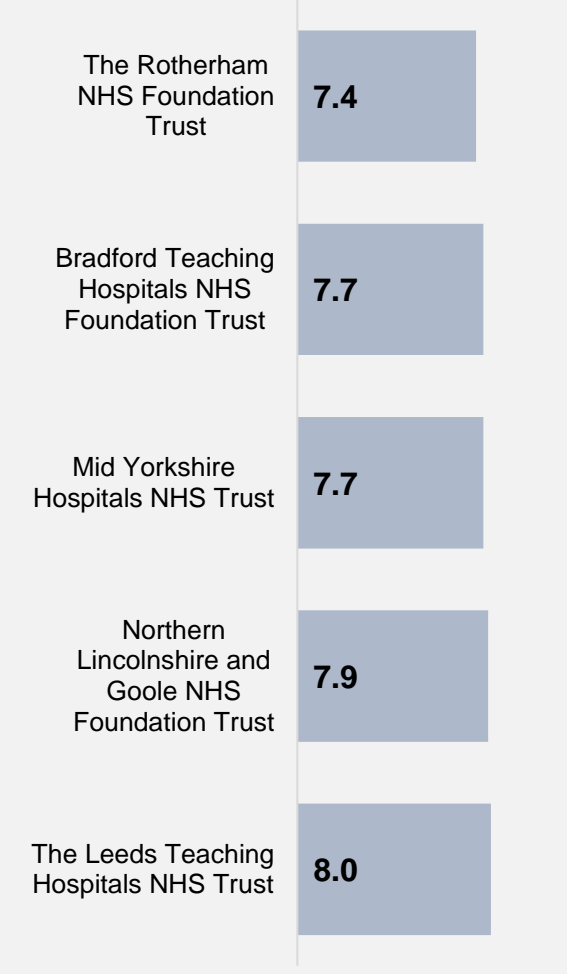 The Rotherham
NHS Foundation
Trust
7.4
Bradford Teaching
Hospitals NHS
Foundation Trust
7.7
Mid Yorkshire
Hospitals NHS Trust
7.7
Northern
Lincolnshire and
Goole NHS
Foundation Trust
7.9
The Leeds Teaching
Hospitals NHS Trust
8.0